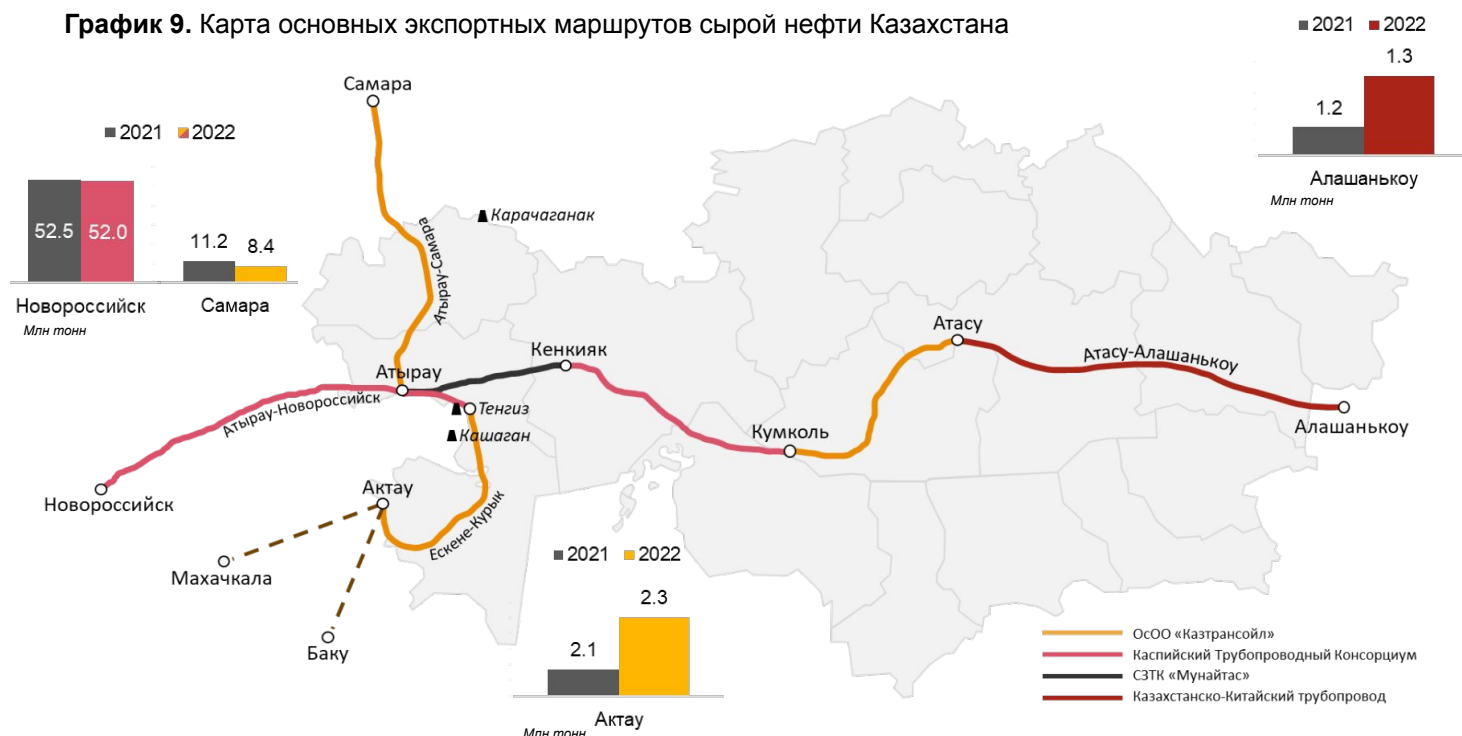 График 9. Карта основных экспортных маршрутов сырой нефти Казахстана
2021 2022
1.3
1.2
Алашанькоу
Млн тонн
2021 2022
52.5 52.0
11.2 8.4
Новороссийск Самара
Млн тонн
Самара
Карачаганак
Атырау-Самара
Атасу
Кенкияк
Атасу-Алашанькоу
Атырау
Атырау-Новороссийск
Тенгиз
Кашаган
Кумколь
Алашанькоу
Новороссийск
Актау
Ескене-Курык
Махачкала
Баку
2021 2022
2.3
2.1
Актау
Млн тонн
ОсОО «Казтрансойл»
Каспийский Трубопроводный Консорциум
СЗТК «Мунайтас»
Казахстанско-Китайский трубопровод